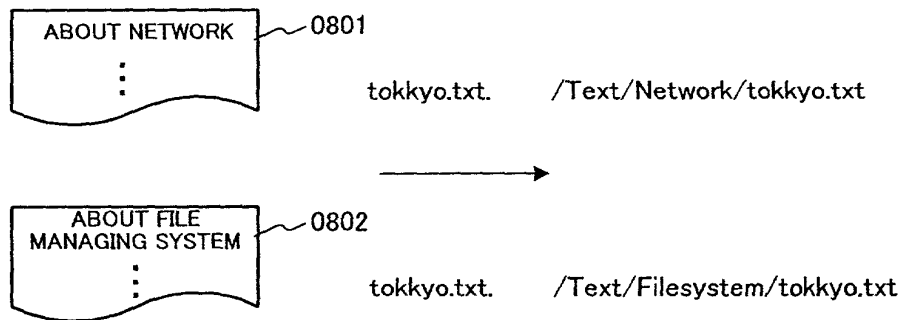 ABOUT NETWORK
0801
tokkyo.txt. /Text/Network/tokkyo.txt
ABOUT FILE
MANAGING SYSTEM
0802
tokkyo.txt. /Text/Filesystem/tokkyo.txt